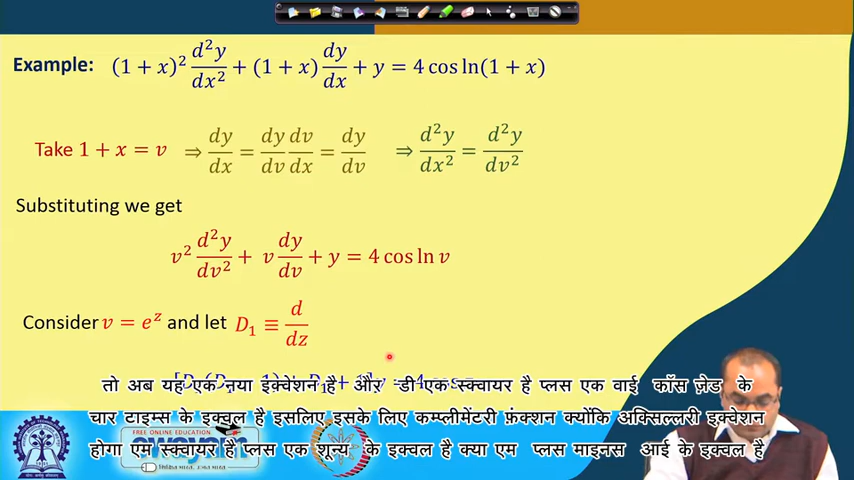 Example: (1 + x)² d²y/dx² + (1 + x) dy/dx + y = 4 cos ln(1 + x)
Take 1 + x = v ⇒ dy/dx = dy/dv dv/dx = dy/dv ⇒ d²y/dx² = d²y/dv²
Substituting we get
v² d²y/dv² + v dy/dv + y = 4 cos ln v
Consider v = e^z and let D₁ ≡ d/dz
तो अब यह एक नया इंक्वेशन है और डी एक स्क्वायर है प्लस एक वाई कॉस ज़ेड के
चार टाइम्स के इक्वल है इसलिए इसके लिए कम्प्लीमेंटरी फ़ंक्शन क्योंकि अक्सिल्लरी इक्वेशन
होगा एम स्क्वायर है प्लस एक शून्य के इक्वल है क्या एम प्लस माइनस आई के इक्वल है
FREE ONLINE EDUCATION
swayam